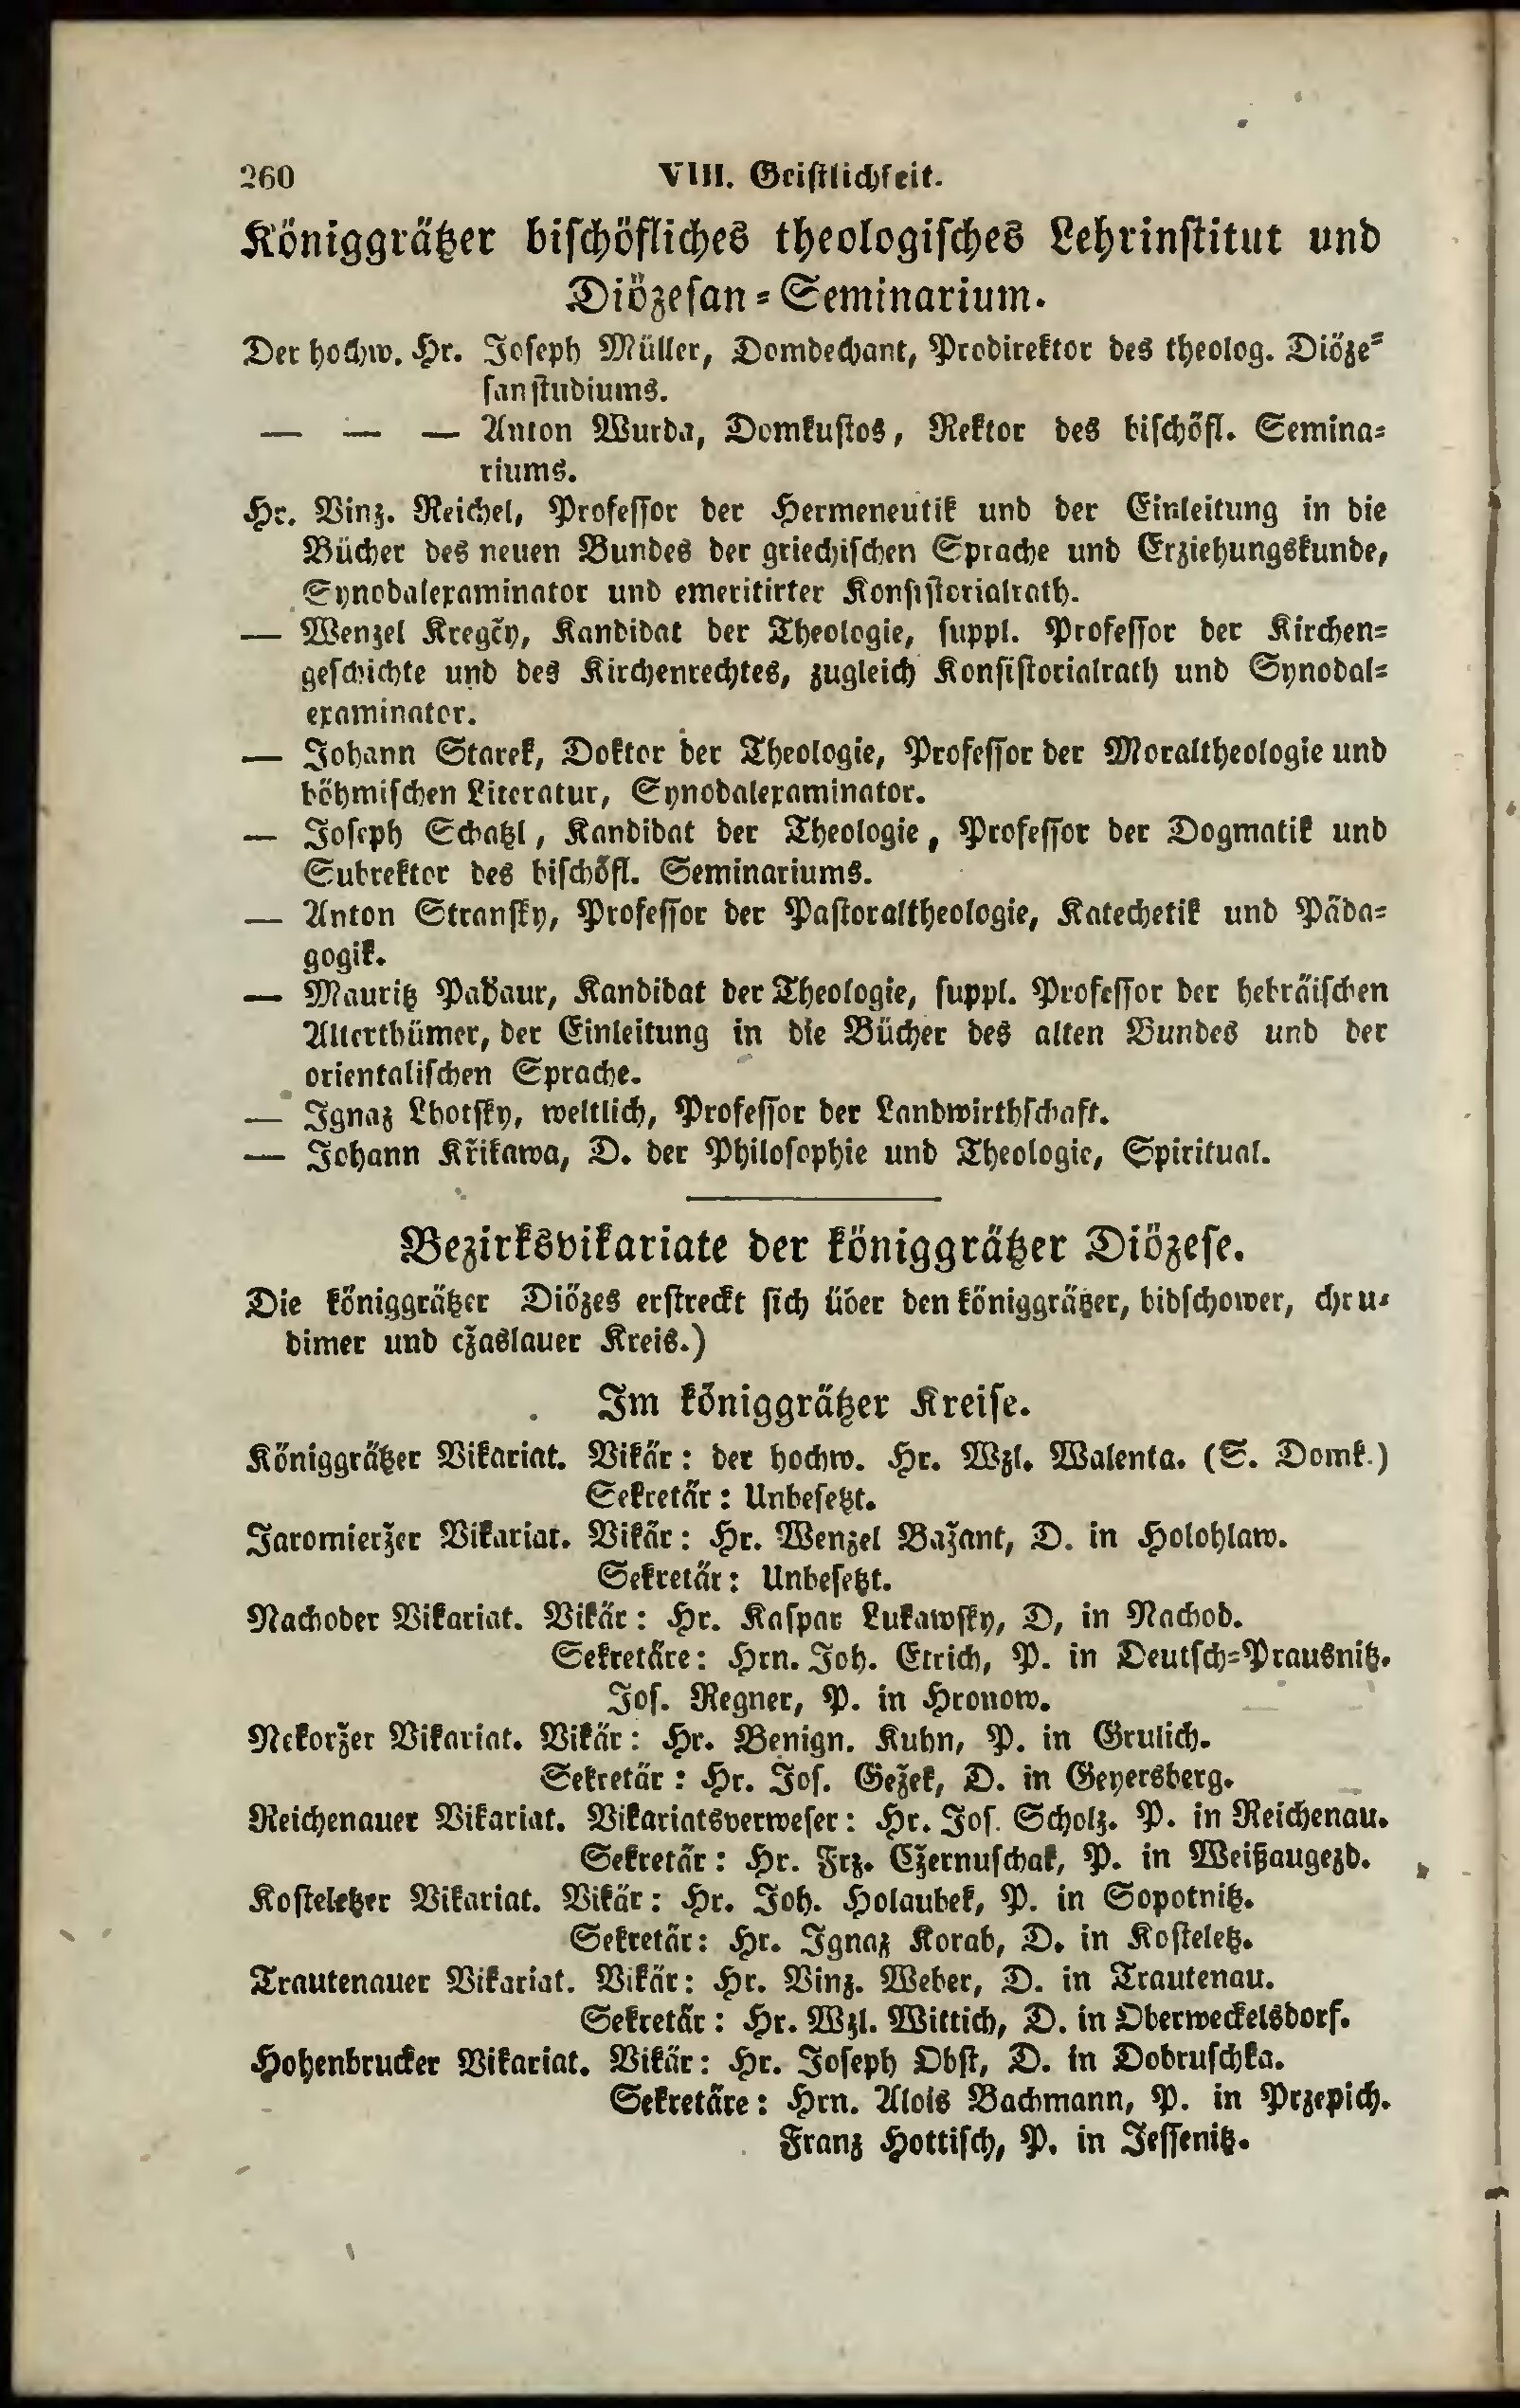 260 VIII. Geistlichkeit.
Königgrätzer bischöfliches theologisches Lehrinstitut und
Diözesan-Seminarium.
Der hochw. Hr. Joseph Müller, Domdechant, Prodirektor des theolog. Diöze-
sanstudiums.
— — — Anton Wurda, Domkustos, Rektor des bischöfl. Semina-
riums.
Hr. Vinz. Reichel, Professor der Hermeneutik und der Einleitung in die
Bücher des neuen Bundes der griechischen Sprache und Erziehungskunde,
Synodalexaminator und emeritirter Konsistorialrath.
— Wenzel Kregčy, Kandidat der Theologie, suppl. Professor der Kirchen-
geschichte und des Kirchenrechtes, zugleich Konsistorialrath und Synodal-
examinator.
— Johann Starek, Doktor der Theologie, Professor der Moraltheologie und
böhmischen Literatur, Synodalexaminator.
— Joseph Schatzl, Kandidat der Theologie, Professor der Dogmatik und
Subrektor des bischöfl. Seminariums.
— Anton Stransky, Professor der Pastoraltheologie, Katechetik und Päda-
gogik.
— Mauritz Padaur, Kandidat der Theologie, suppl. Professor der hebräischen
Alterthümer, der Einleitung in die Bücher des alten Bundes und der
orientalischen Sprache.
— Ignaz Lhotsky, weltlich, Professor der Landwirthschaft.
— Johann Křikawa, D. der Philosophie und Theologie, Spiritual.
Bezirksvikariate der königgrätzer Diözese.
Die königgrätzer Diözes erstreckt sich über den königgrätzer, bidschower, chru-
dimer und cžaslauer Kreis.)
Im königgrätzer Kreise.
Königgrätzer Vikariat. Vikär: der hochw. Hr. Wzl. Walenta. (S. Domk.)
Sekretär: Unbesetzt.
Jaromieržer Vikariat. Vikär: Hr. Wenzel Bažant, D. in Holohlaw.
Sekretär: Unbesetzt.
Nachoder Vikariat. Vikär: Hr. Kaspar Lukawsky, D, in Nachod.
Sekretäre: Hrn. Joh. Etrich, P. in Deutsch-Prausnitz.
Jos. Regner, P. in Hronow.
Nekoržer Vikariat. Vikär: Hr. Benign. Kuhn, P. in Grulich.
Sekretär: Hr. Jos. Gežek, D. in Geyersberg.
Reichenauer Vikariat. Vikariatsverweser: Hr. Jos. Scholz. P. in Reichenau.
Sekretär: Hr. Frz. Cžernuschak, P. in Weißaugezd.
Kosteletzer Vikariat. Vikär: Hr. Joh. Holaubek, P. in Sopotnitz.
Sekretär: Hr. Ignaz Korab, D. in Kosteletz.
Trautenauer Vikariat. Vikär: Hr. Vinz. Weber, D. in Trautenau.
Sekretär: Hr. Wzl. Wittich, D. in Oberweckelsdorf.
Hohenbrucker Vikariat. Vikär: Hr. Joseph Obst, D. in Dobruschka.
Sekretäre: Hrn. Alois Bachmann, P. in Przepich.
Franz Hottisch, P. in Jessenitz.